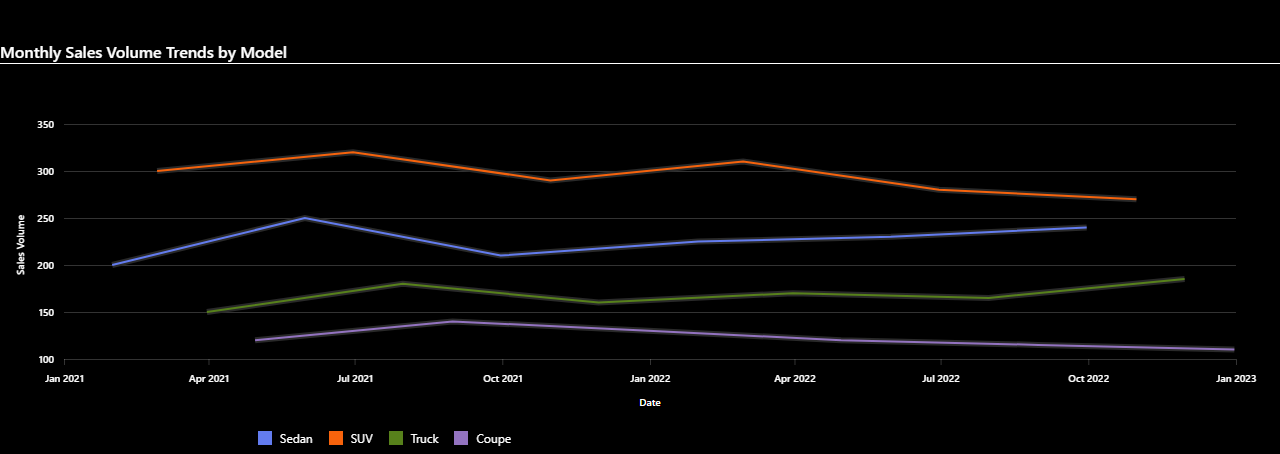 Monthly Sales Volume Trends by Model
350
300
250
200
150
100
Sales Volume
Jan 2021 Apr 2021 Jul 2021 Oct 2021 Jan 2022 Apr 2022 Jul 2022 Oct 2022 Jan 2023
Date
Sedan SUV Truck Coupe